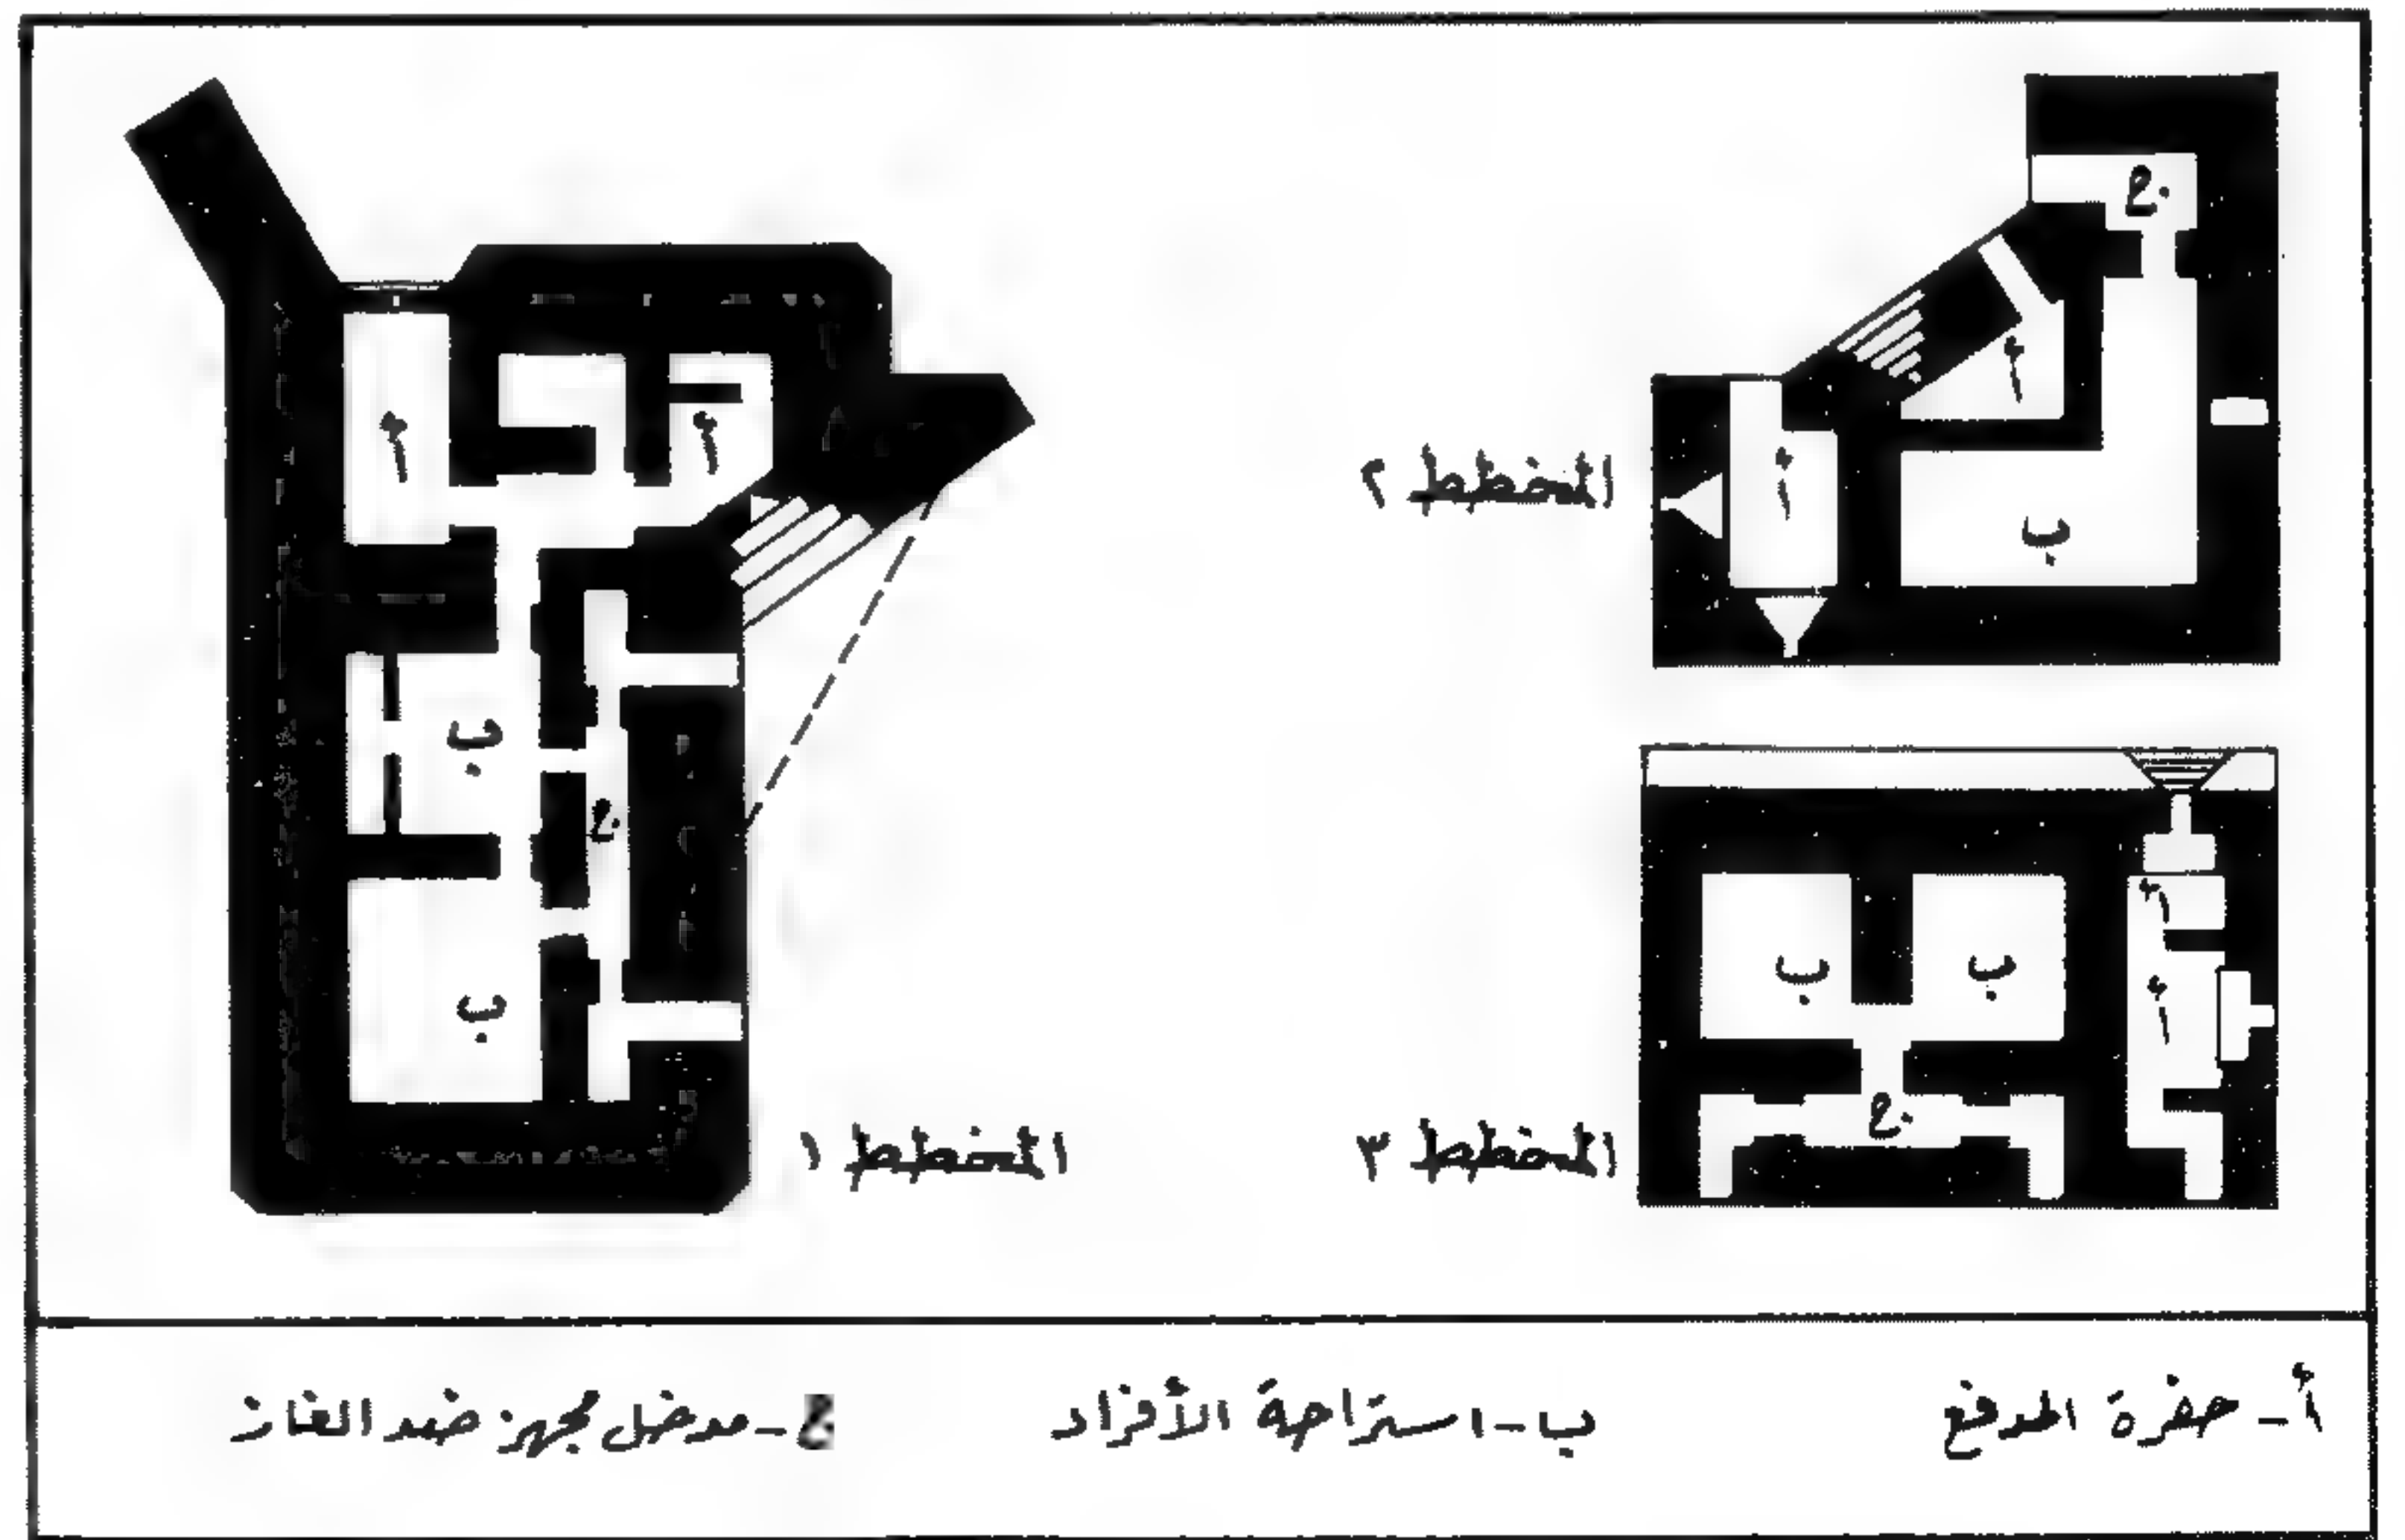 أ
أ
ب
ج
ب
المخطط ١
ج
أ
أ
ب
المخطط ٢
أ
أ
ب
ب
ج
المخطط ٣
أ - حفرة المدفع
ب - استراحة الأفراد
ج - مدخل مجهز ضد الغاز